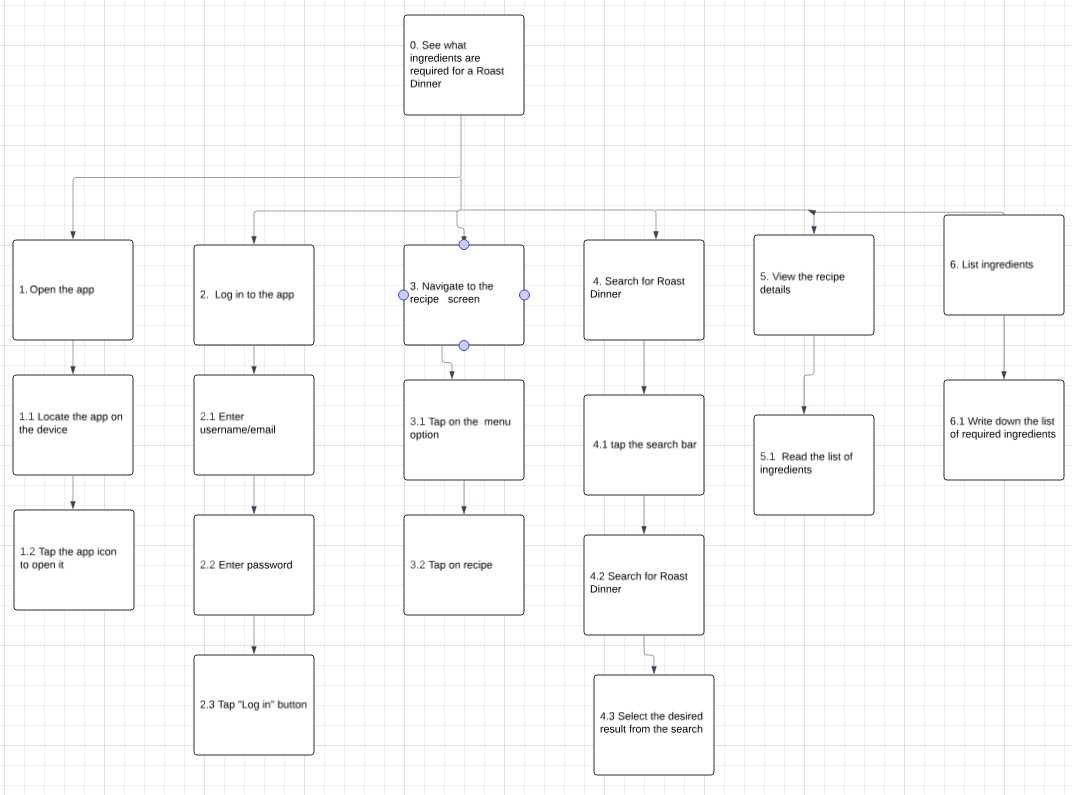 0. See what
ingredients are
required for a Roast
Dinner
1. Open the app
2. Log in to the app
3. Navigate to the
recipe screen
4. Search for Roast
Dinner
5. View the recipe
details
6. List ingredients
1.1 Locate the app on
the device
2.1 Enter
username/email
3.1 Tap on the menu
option
4.1 tap the search bar
5.1 Read the list of
ingredients
6.1 Write down the list
of required ingredients
1.2 Tap the app icon
to open it
2.2 Enter password
3.2 Tap on recipe
4.2 Search for Roast
Dinner
2.3 Tap "Log in" button
4.3 Select the desired
result from the search